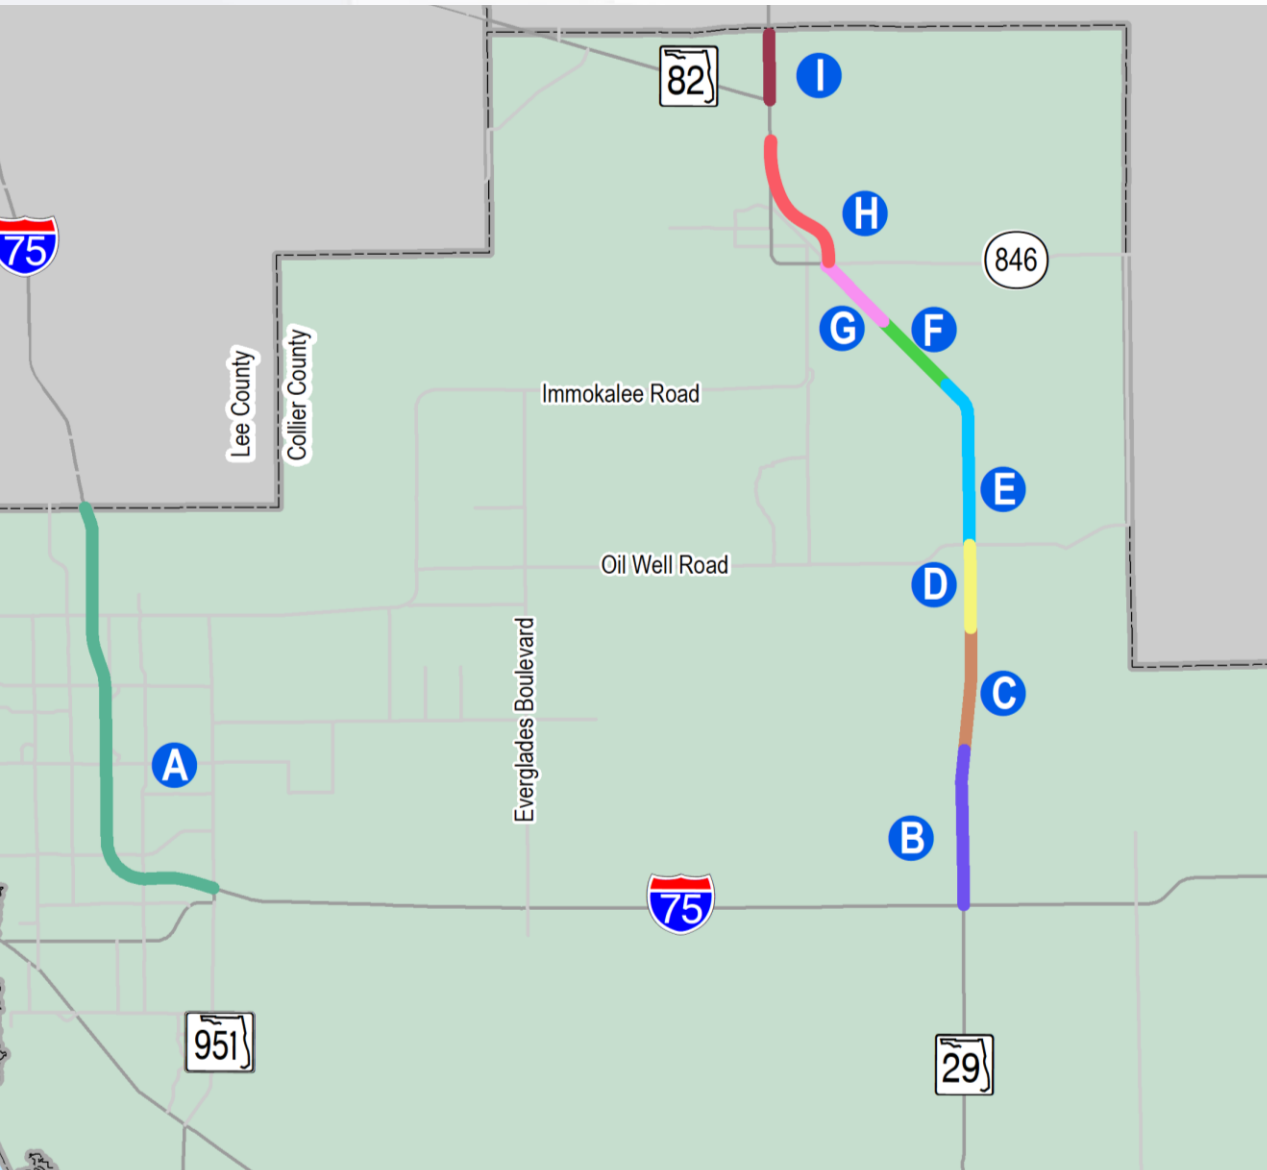 82
I
H
75
846
G
F
Lee County
Collier County
Immokalee Road
E
Oil Well Road
D
Everglades Boulevard
C
A
B
75
951
29